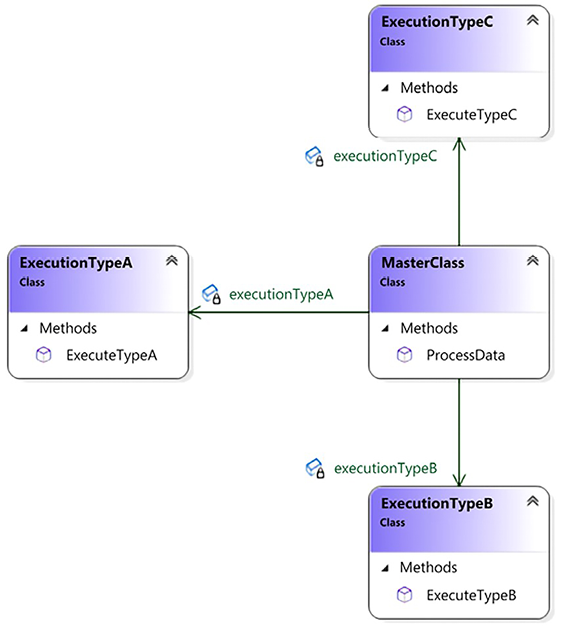 ExecutionTypeC
Class
Methods
ExecuteTypeC
executionTypeC
ExecutionTypeA
Class
Methods
ExecuteTypeA
executionTypeA
MasterClass
Class
Methods
ProcessData
executionTypeB
ExecutionTypeB
Class
Methods
ExecuteTypeB